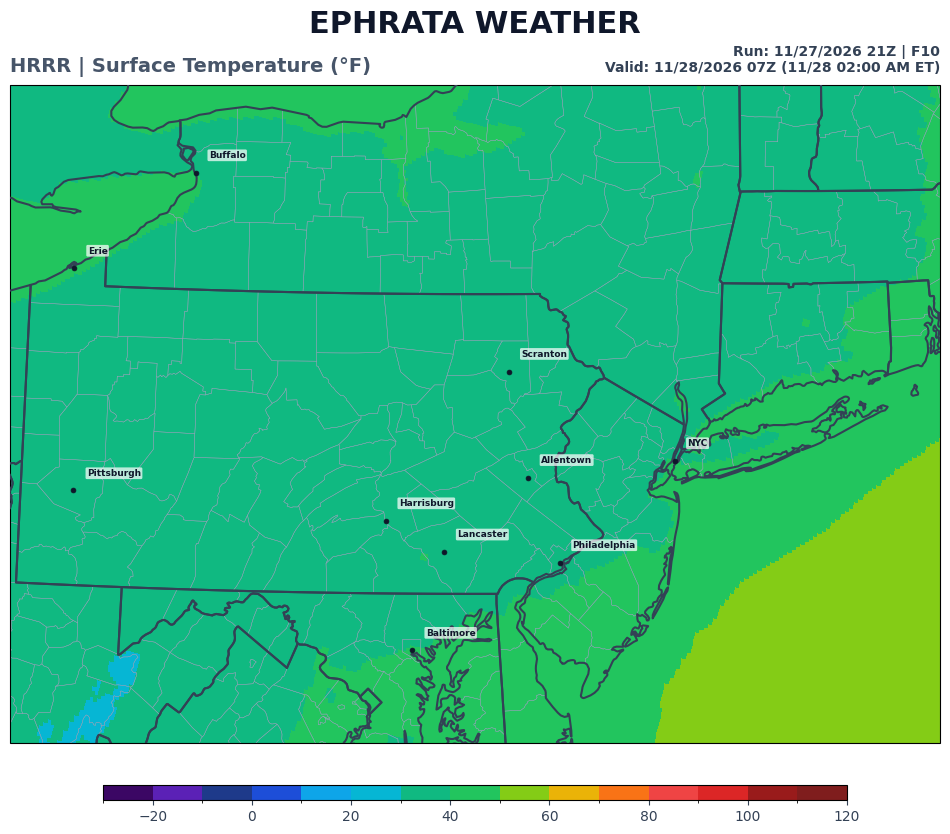 EPHRATA WEATHER
HRRR | Surface Temperature (°F)
Run: 11/27/2026 21Z | F10
Valid: 11/28/2026 07Z (11/28 02:00 AM ET)
Buffalo
Erie
Scranton
NYC
Allentown
Pittsburgh
Harrisburg
Lancaster
Philadelphia
Baltimore
−20 0 20 40 60 80 100 120